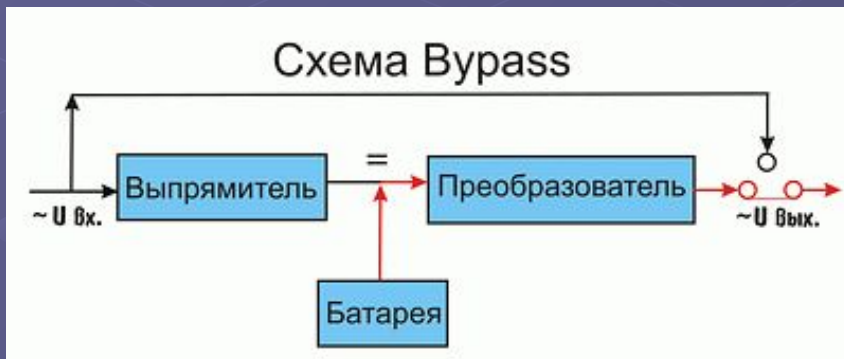 Схема Bypass
=
Выпрямитель
Преобразователь
~ U вх.
~U вых.
Батарея